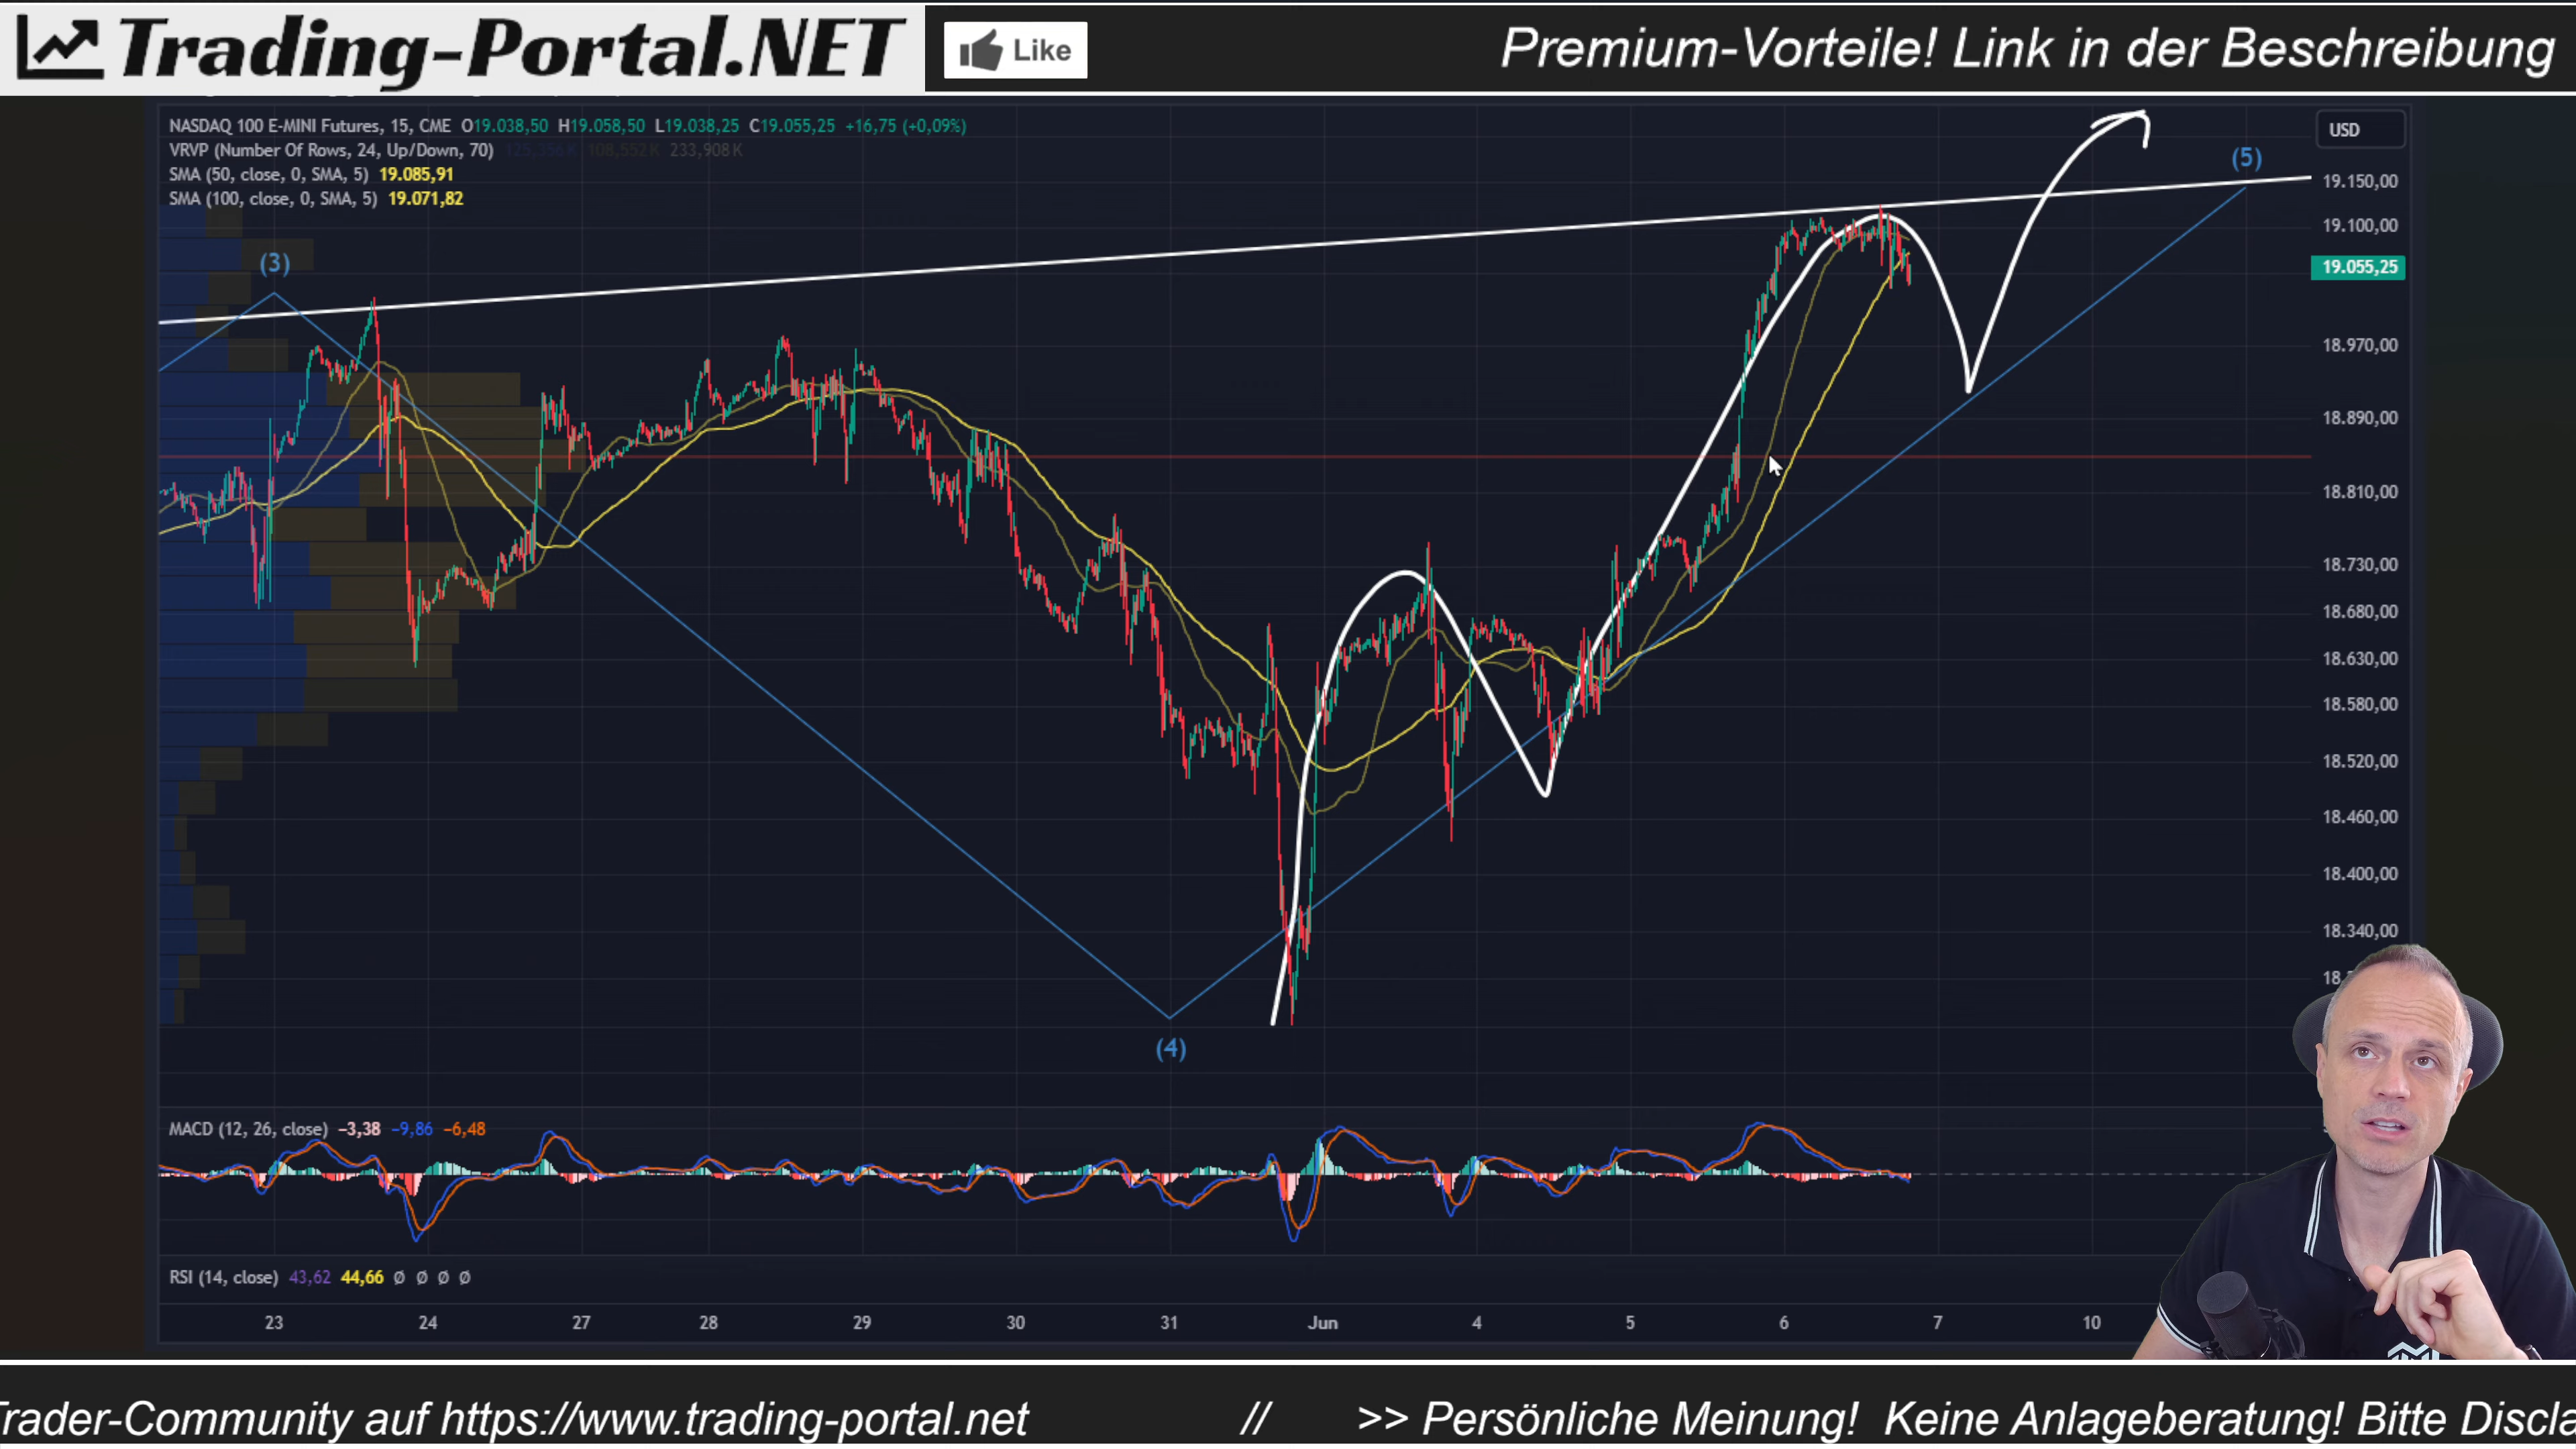 Trading-Portal.NET
Like
Premium-Vorteile! Link in der Beschreibung
NASDAQ 100 E-MINI Futures, 15, CME O19.038,50 H19.058,50 L19.038,25 C19.055,25 +16,75 (+0,09%)
VRVP (Number Of Rows, 24, Up/Down, 70) 125,356K 108,552K 233,908K
SMA (50, close, 0, SMA, 5) 19.085,91
SMA (100, close, 0, SMA, 5) 19.071,82
USD
(3)
(4)
(5)
19.150,00
19.100,00
19.055,25
18.970,00
18.890,00
18.810,00
18.730,00
18.680,00
18.630,00
18.580,00
18.520,00
18.460,00
18.400,00
18.340,00
MACD (12, 26, close) −3,38 −9,86 −6,48
RSI (14, close) 43,62 44,66 ∅ ∅ ∅ ∅
23 24 27 28 29 30 31 Jun 4 5 6 7 10
Trader-Community auf https://www.trading-portal.net // >> Persönliche Meinung! Keine Anlageberatung! Bitte Discla